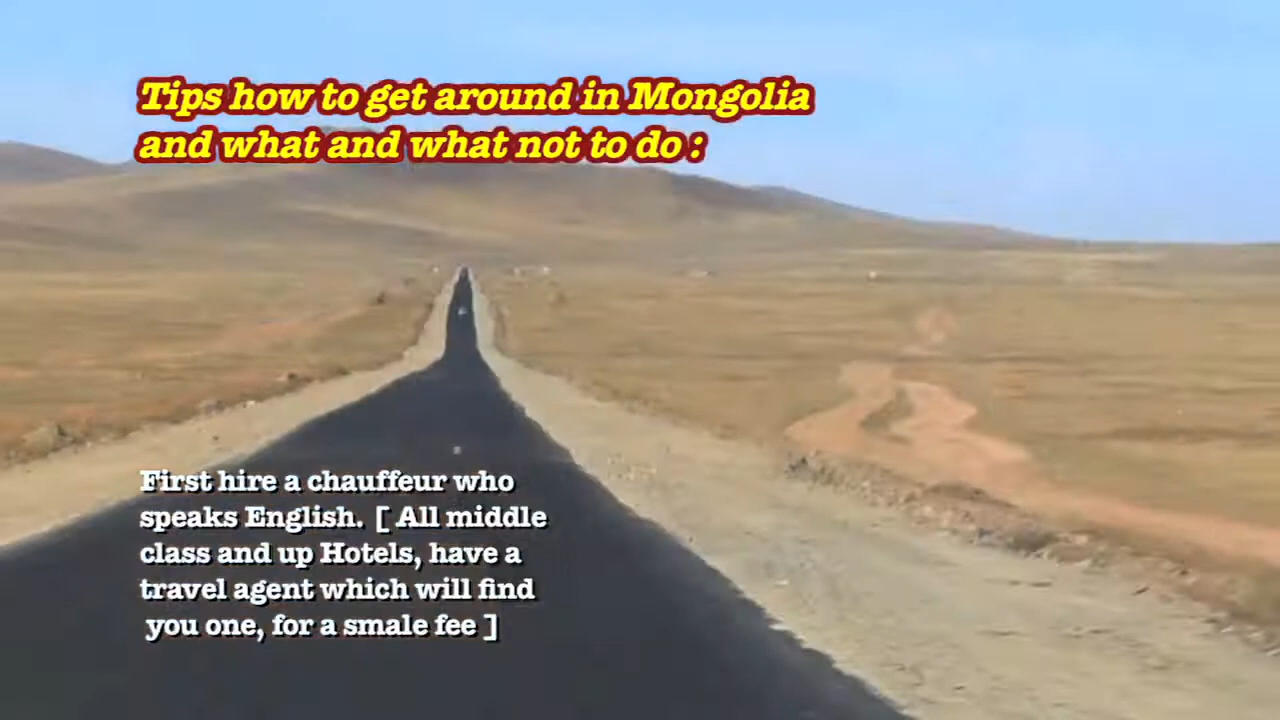 Tips how to get around in Mongolia
and what and what not to do :
First hire a chauffeur who
speaks English. [ All middle
class and up Hotels, have a
travel agent which will find
you one, for a smale fee ]